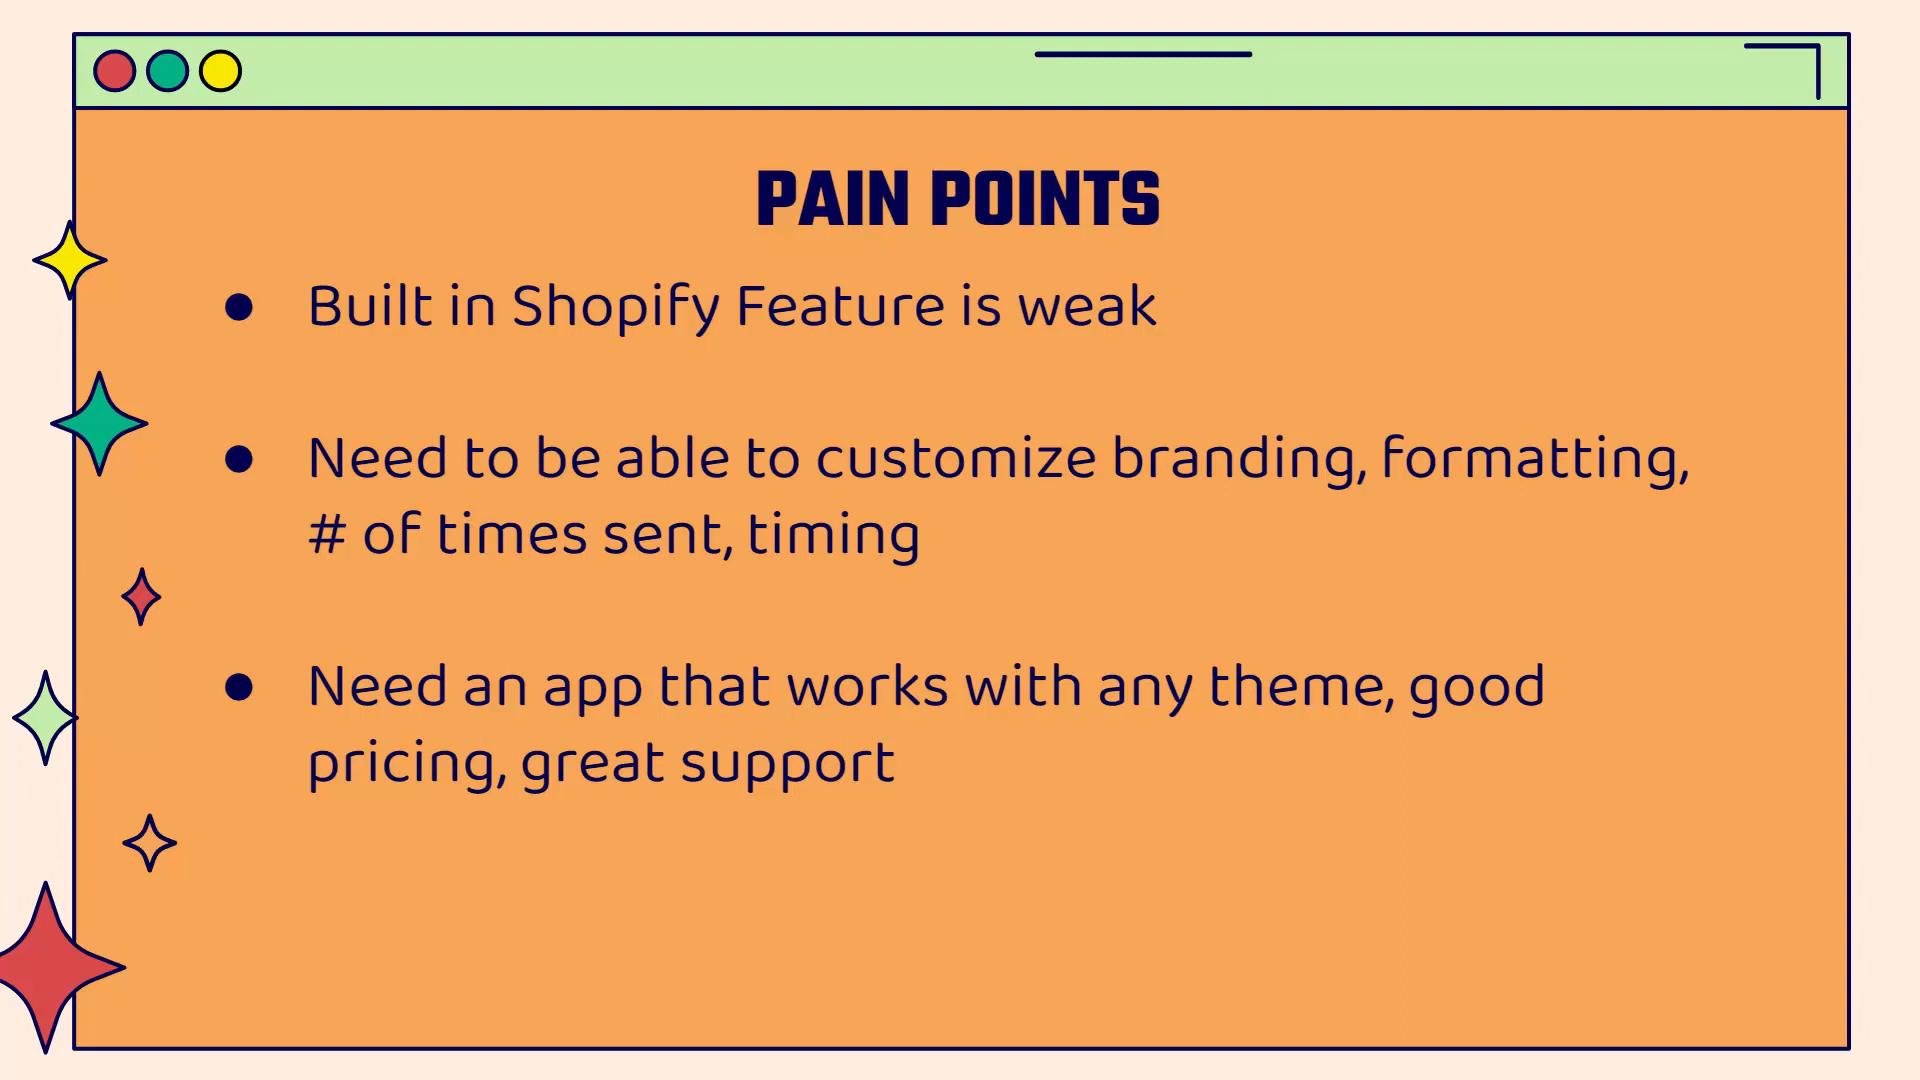 PAIN POINTS
● Built in Shopify Feature is weak
● Need to be able to customize branding, formatting,
# of times sent, timing
● Need an app that works with any theme, good
pricing, great support